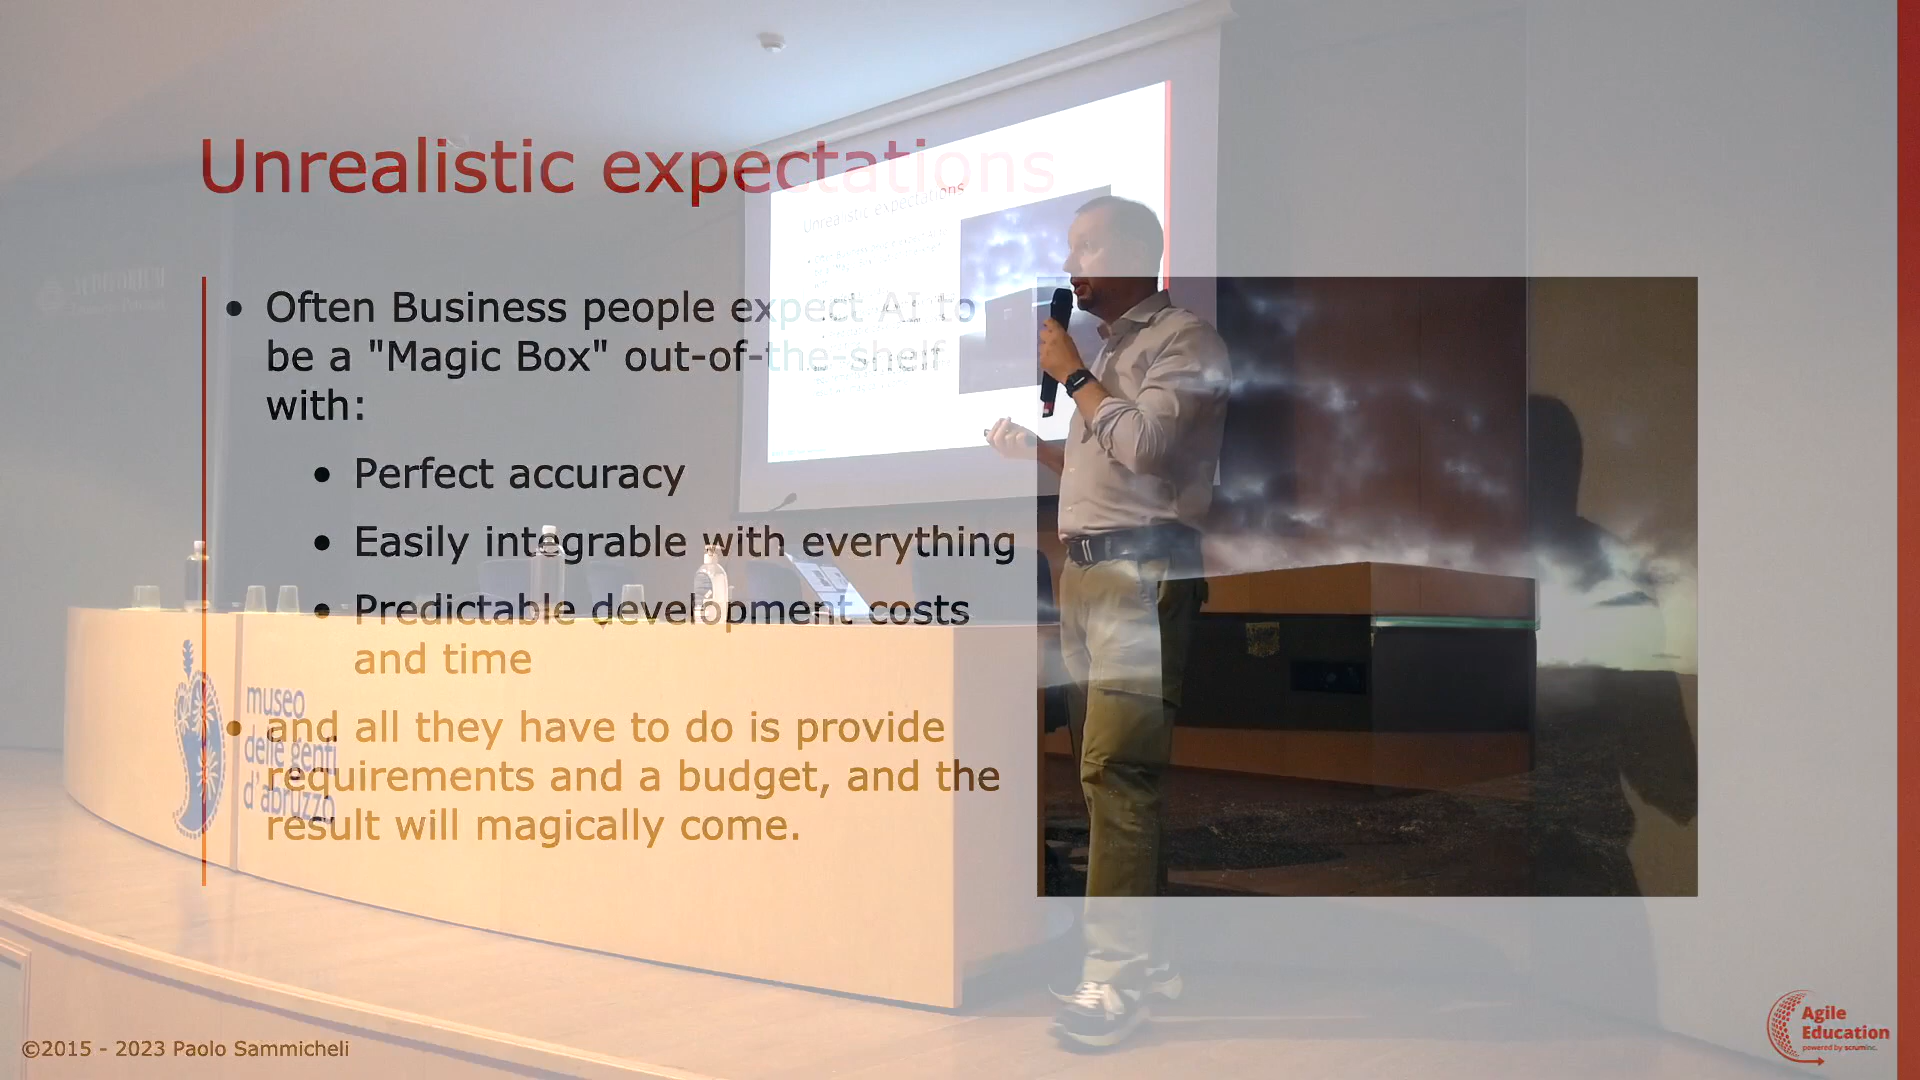 Unrealistic expectations
Unrealistic expectations
• Often Business people expect AI to
be a "Magic Box" out-of-the-shelf
with:
• Perfect accuracy
• Easily integrable with everything
• Predictable development costs
and time
• and all they have to do is provide
requirements and a budget, and the
result will magically come.
AUDITORIUM
museo
delle genti
d'abruzzo
©2015 - 2023 Paolo Sammicheli
Agile
Education
powered by scruminc.